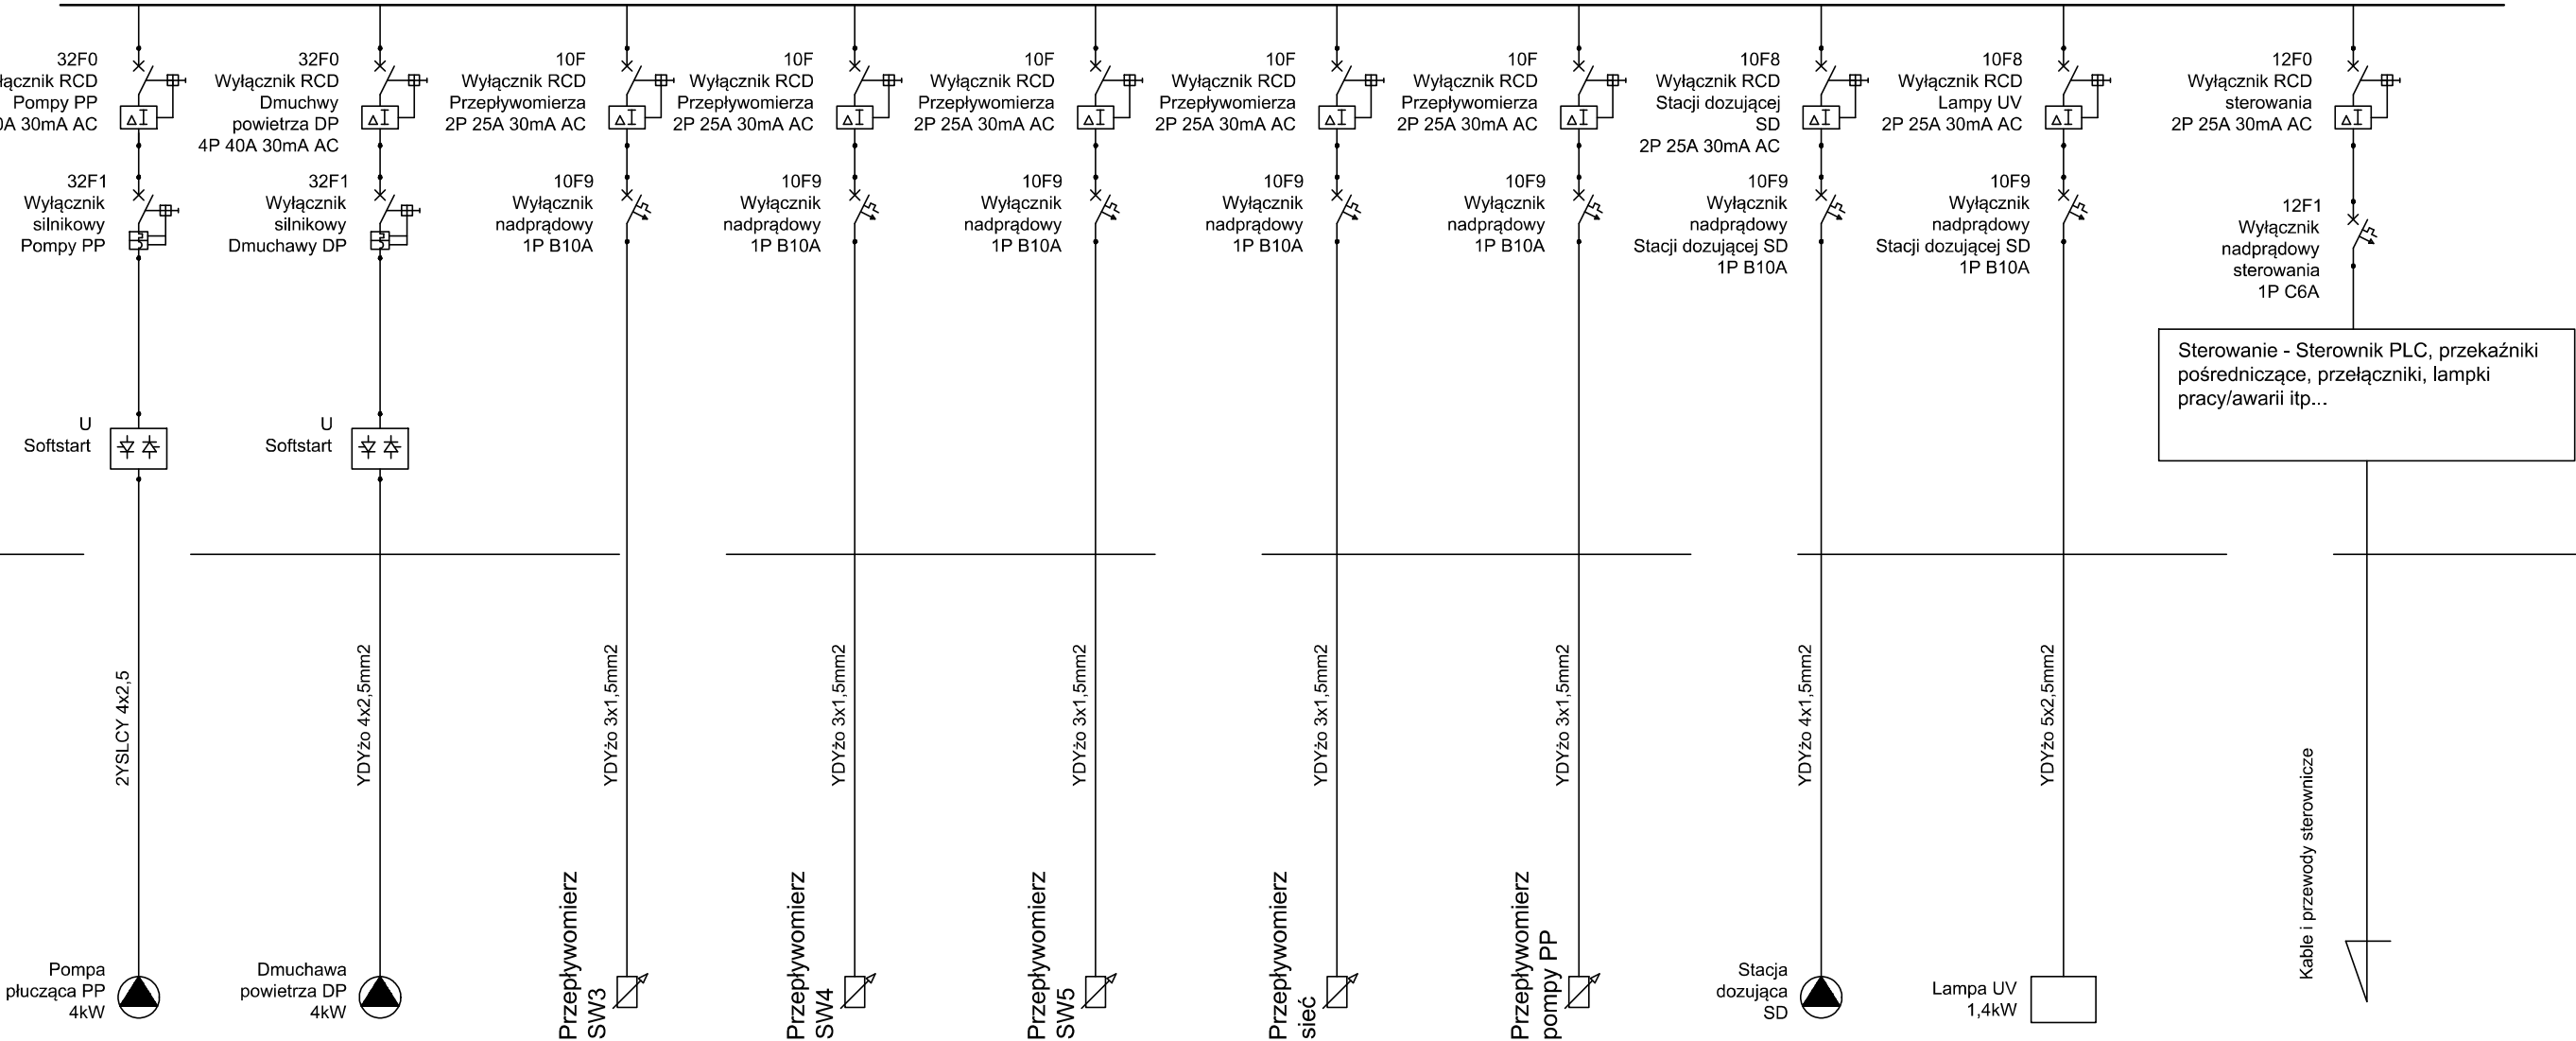 32F0
RCD
Pompy PP
30mA AC
32F1
Wyłącznik
silnikowy
Pompy PP
U
Softstart
2YSLCY 4x2,5
Pompa
płucząca PP
4kW
32F0
Wyłącznik RCD
Dmuchwy
powietrza DP
4P 40A 30mA AC
32F1
Wyłącznik
silnikowy
Dmuchawy DP
U
Softstart
YDYżo 4x2,5mm2
Dmuchawa
powietrza DP
4kW
10F
Wyłącznik RCD
Przepływomierza
2P 25A 30mA AC
10F9
Wyłącznik
nadprądowy
1P B10A
YDYżo 3x1,5mm2
Przepływomierz
SW3
10F
Wyłącznik RCD
Przepływomierza
2P 25A 30mA AC
10F9
Wyłącznik
nadprądowy
1P B10A
YDYżo 3x1,5mm2
Przepływomierz
SW4
10F
Wyłącznik RCD
Przepływomierza
2P 25A 30mA AC
10F9
Wyłącznik
nadprądowy
1P B10A
YDYżo 3x1,5mm2
Przepływomierz
SW5
10F
Wyłącznik RCD
Przepływomierza
2P 25A 30mA AC
10F9
Wyłącznik
nadprądowy
1P B10A
YDYżo 3x1,5mm2
Przepływomierz
sieć
10F
Wyłącznik RCD
Przepływomierza
2P 25A 30mA AC
10F9
Wyłącznik
nadprądowy
1P B10A
YDYżo 3x1,5mm2
Przepływomierz
pompy PP
10F8
Wyłącznik RCD
Stacji dozującej
SD
2P 25A 30mA AC
10F9
Wyłącznik
nadprądowy
Stacji dozującej SD
1P B10A
YDYżo 4x1,5mm2
Stacja
dozująca
SD
10F8
Wyłącznik RCD
Lampy UV
2P 25A 30mA AC
10F9
Wyłącznik
nadprądowy
Stacji dozującej SD
1P B10A
YDYżo 5x2,5mm2
Lampa UV
1,4kW
12F0
Wyłącznik RCD
sterowania
2P 25A 30mA AC
12F1
Wyłącznik
nadprądowy
sterowania
1P C6A
Sterowanie - Sterownik PLC, przekaźniki
pośredniczące, przełączniki, lampki
pracy/awarii itp...
Kable i przewody sterownicze